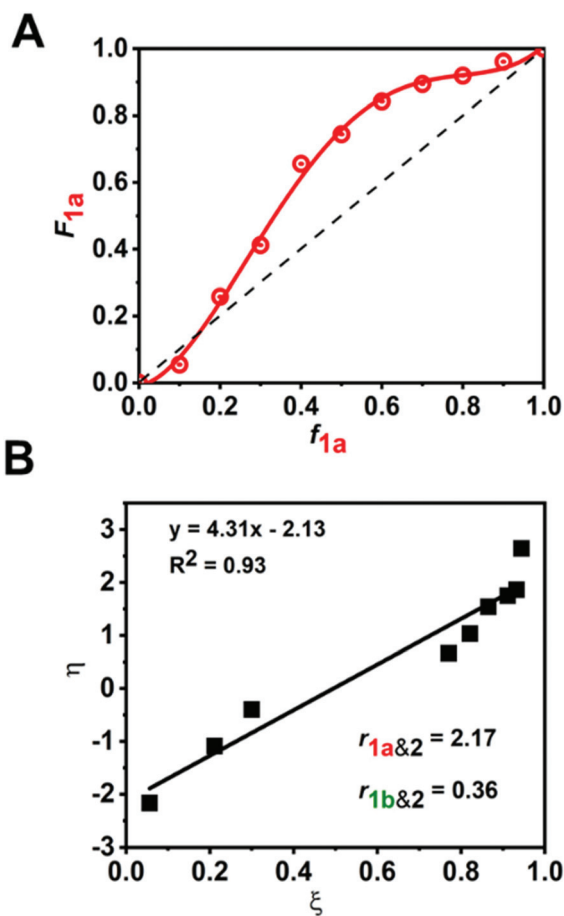 A
1.0
0.8
0.6
0.4
0.2
0.0
F1a
0.0 0.2 0.4 0.6 0.8 1.0
f1a
B
y = 4.31x - 2.13
R2 = 0.93
3
2
1
0
-1
-2
-3
η
r1a&2 = 2.17
r1b&2 = 0.36
0.0 0.2 0.4 0.6 0.8 1.0
ξ